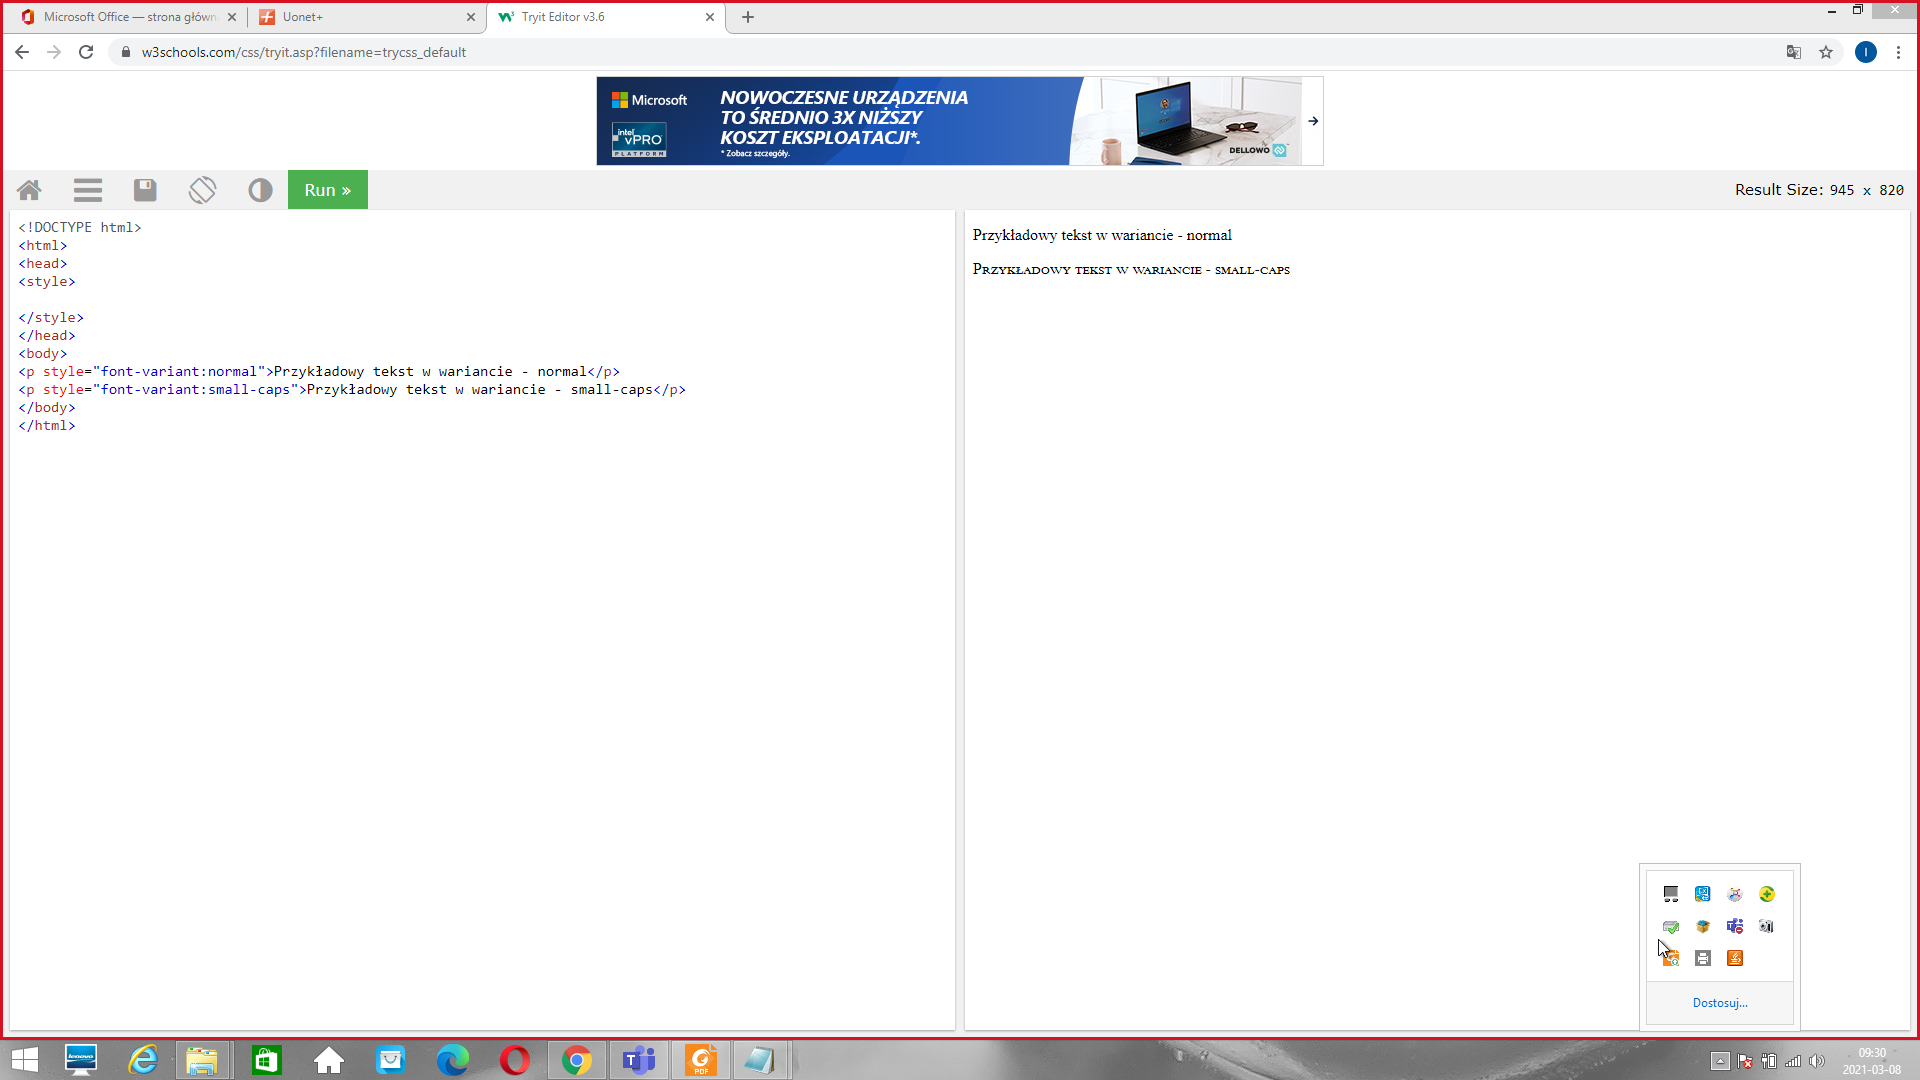 Microsoft Office — strona główn
Uonet+
Tryit Editor v3.6
w3schools.com/css/tryit.asp?filename=trycss_default
Microsoft
intel vPRO PLATFORM
NOWOCZESNE URZĄDZENIA
TO ŚREDNIO 3X NIŻSZY
KOSZT EKSPLOATACJI*.
* Zobacz szczegóły.
DELLOWO
Run »
Result Size: 945 x 820
<!DOCTYPE html>
<html>
<head>
<style>
</style>
</head>
<body>
<p style="font-variant:normal">Przykładowy tekst w wariancie - normal</p>
<p style="font-variant:small-caps">Przykładowy tekst w wariancie - small-caps</p>
</body>
</html>
Przykładowy tekst w wariancie - normal
Przykładowy tekst w wariancie - small-caps
Dostosuj...
lenovo
PDF
09:30
2021-03-08